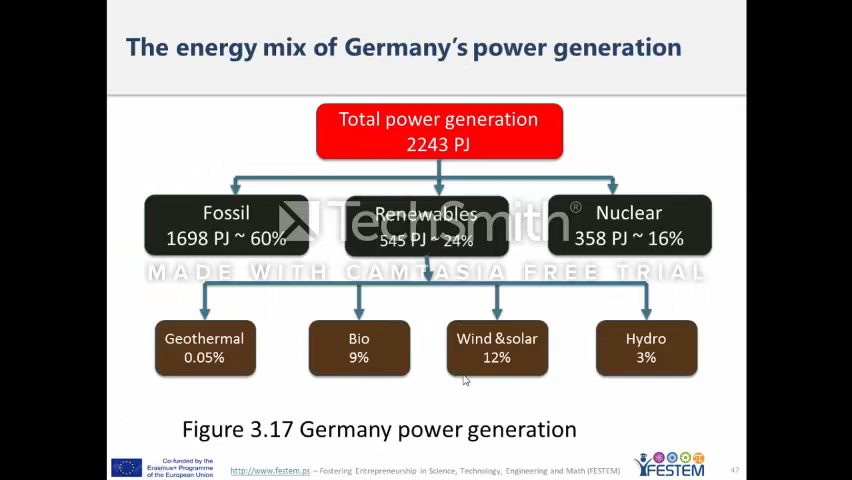 The energy mix of Germany's power generation
Total power generation
2243 PJ
Fossil
1698 PJ ~ 60%
Renewables
545 PJ ~ 24%
Nuclear
358 PJ ~ 16%
TechSmith®
MADE WITH CAMTASIA FREE TRIAL
Geothermal
0.05%
Bio
9%
Wind &solar
12%
Hydro
3%
Figure 3.17 Germany power generation
Co-funded by the
Erasmus+ Programme
of the European Union
http://www.festem.ps – Fostering Entrepreneurship in Science, Technology, Engineering and Math (FESTEM)
FESTEM
47